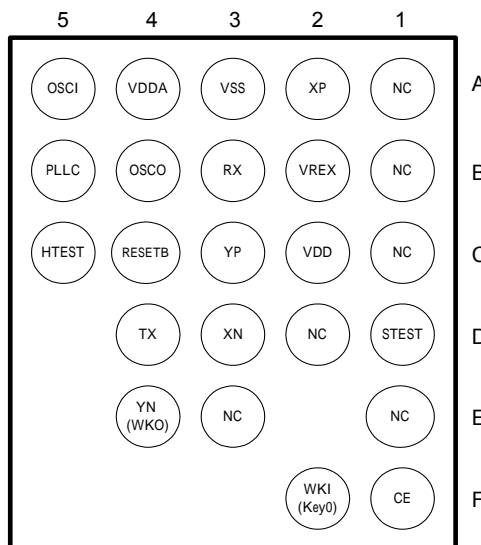 5 4 3 2 1
OSCI VDDA VSS XP NC A
PLLC OSCO RX VREX NC B
HTEST RESETB YP VDD NC C
TX XN NC STEST D
YN
(WKO) NC NC E
WKI
(Key0) CE F